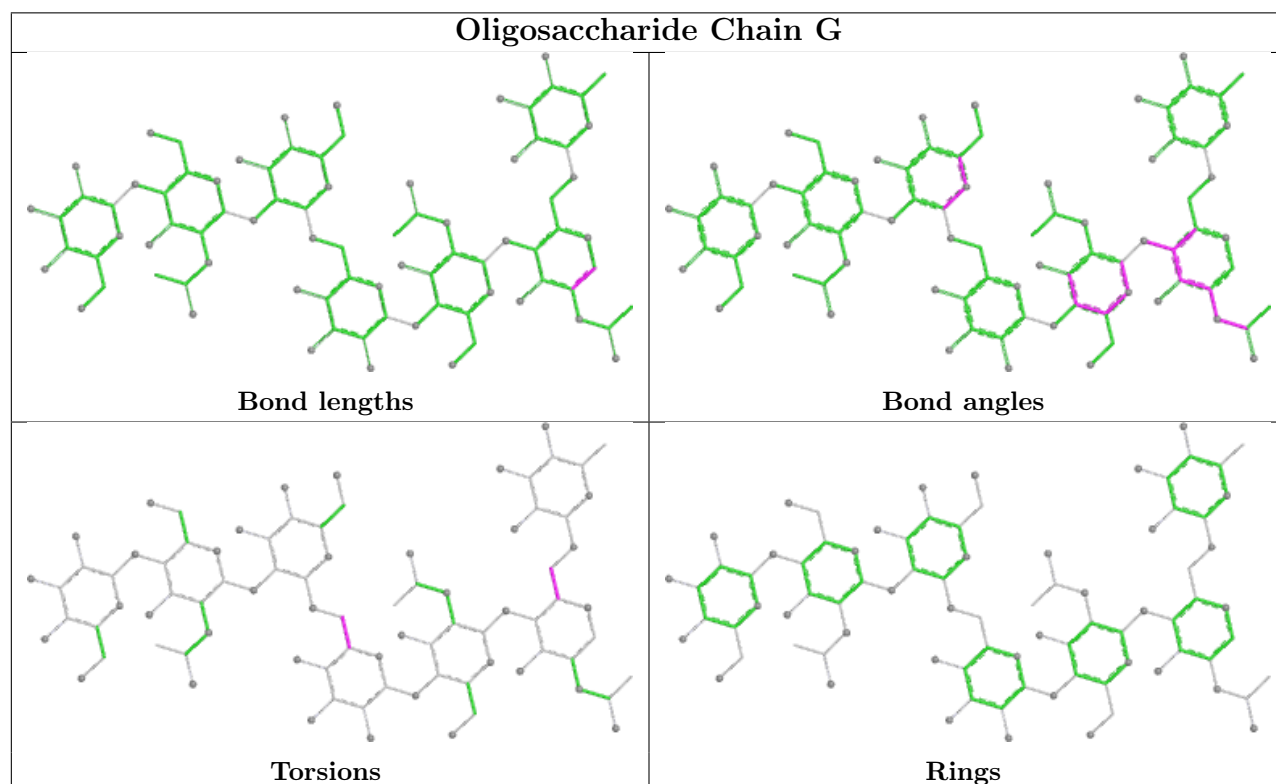 Oligosaccharide Chain G
Bond lengths
Bond angles
Torsions
Rings